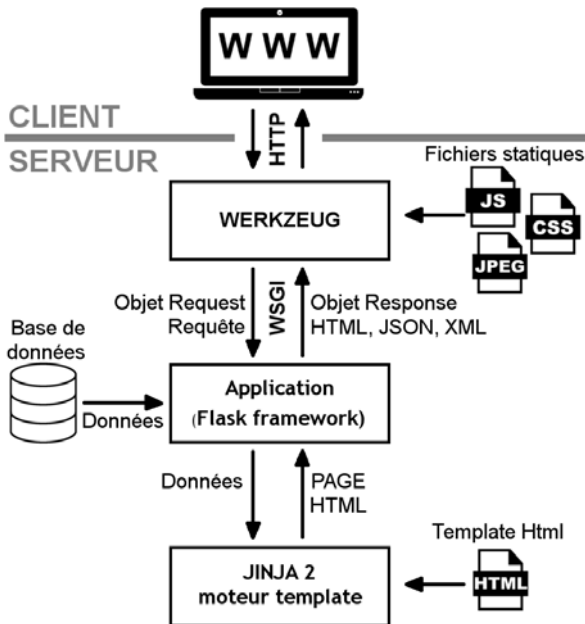 W W W
CLIENT
HTTP
SERVEUR
Fichiers statiques
JS
CSS
JPEG
WERKZEUG
Objet Request
Requête
WSGI
Objet Response
HTML, JSON, XML
Base de
données
Données
Application
(Flask framework)
Données
PAGE
HTML
Template Html
HTML
JINJA 2
moteur template